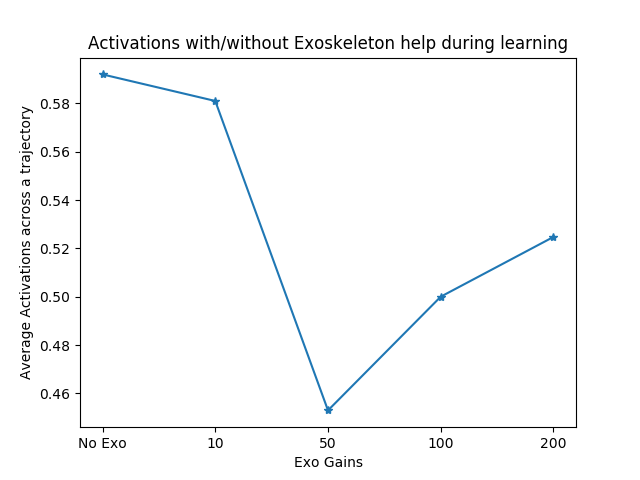 Activations with/without Exoskeleton help during learning
Average Activations across a trajectory
0.58
0.56
0.54
0.52
0.50
0.48
0.46
No Exo 10 50 100 200
Exo Gains